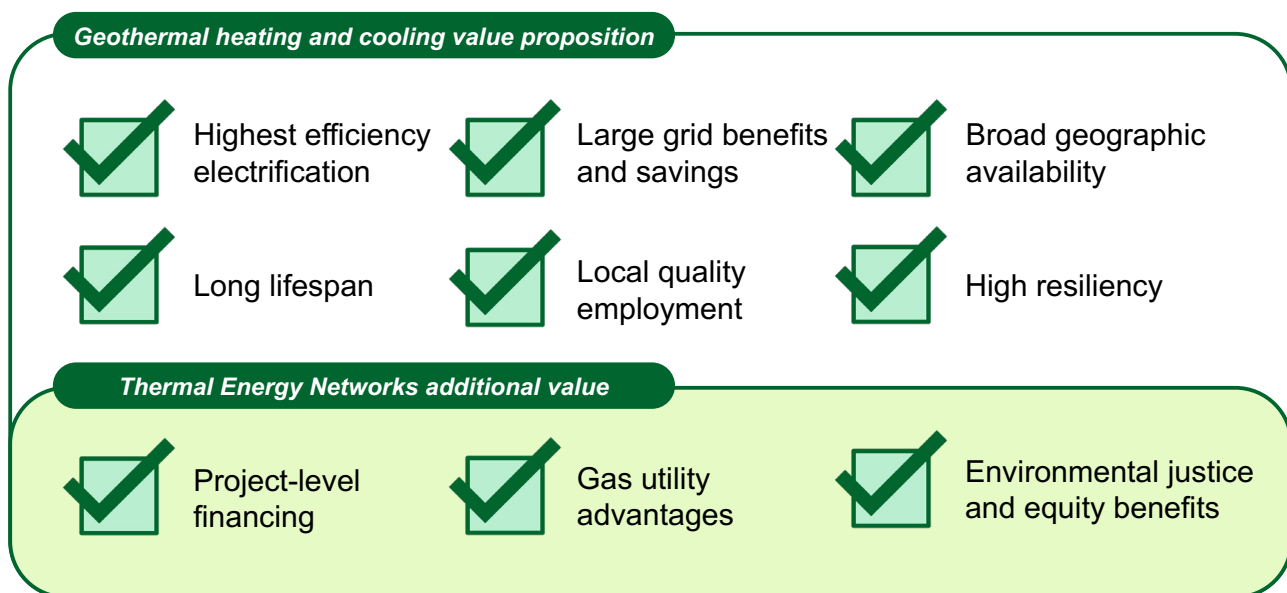 Geothermal heating and cooling value proposition
Highest efficiency
electrification
Large grid benefits
and savings
Broad geographic
availability
Long lifespan
Local quality
employment
High resiliency
Thermal Energy Networks additional value
Project-level
financing
Gas utility
advantages
Environmental justice
and equity benefits